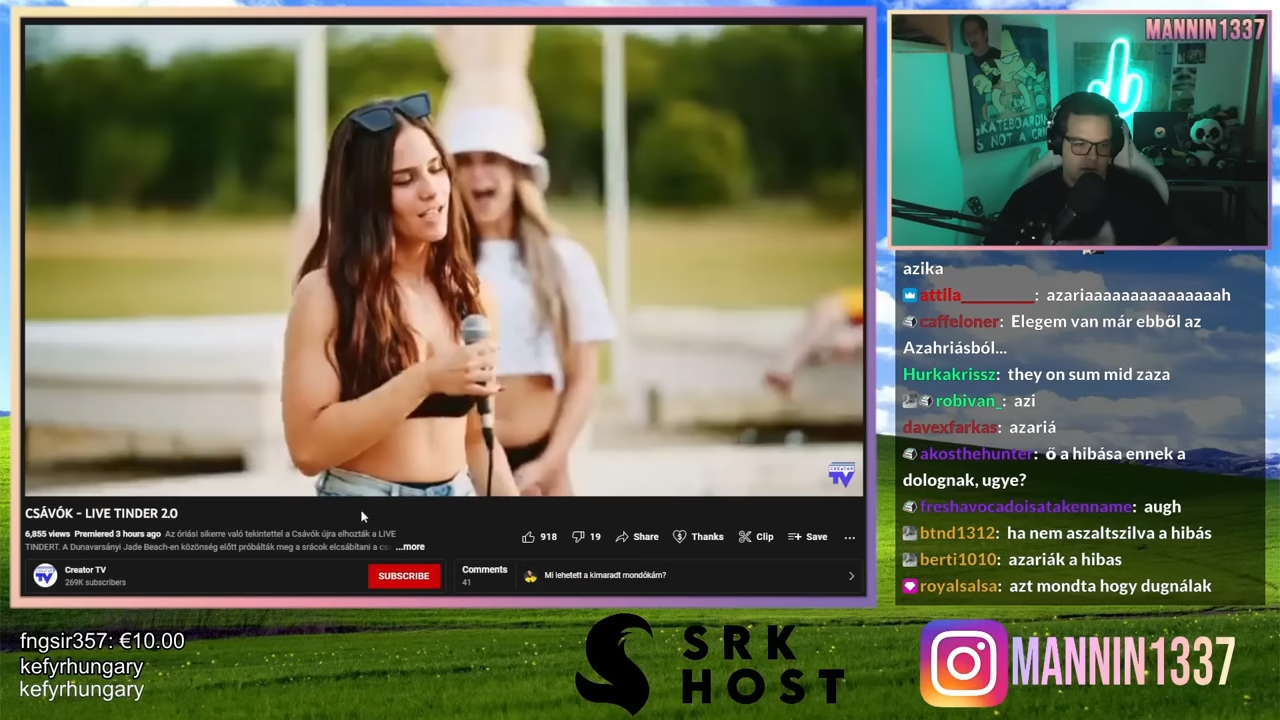 MANNIN1337
SKATEBOARDING
IS NOT A CRI
CREATOR
TV
CSÁVÓK - LIVE TINDER 2.0
6,855 views Premiered 3 hours ago Az óriási sikerre való tekintettel a Csávók újra elhozták a LIVE
TINDERT. A Dunavarsányi Jade Beach-en közönség előtt próbálták meg a srácok elcsábítani a cs ...more
918
19
Share
Thanks
Clip
Save
Creator TV
269K subscribers
SUBSCRIBE
Comments
41
Mi lehetett a kimaradt mondókám?
azika
attila_________: azariaaaaaaaaaaaaaaah
caffeloner: Elegem van már ebből az
Azahriásból...
Hurkakrissz: they on sum mid zaza
robivan_: azi
davexfarkas: azariá
akosthehunter: ő a hibása ennek a
dolognak, ugye?
freshavocadoisatakenname: augh
btnd1312: ha nem aszaltszilva a hibás
berti1010: azariák a hibas
royalsalsa: azt mondta hogy dugnálak
fngsir357: €10.00
kefyrhungary
kefyrhungary
SRK
HOST
MANNIN1337